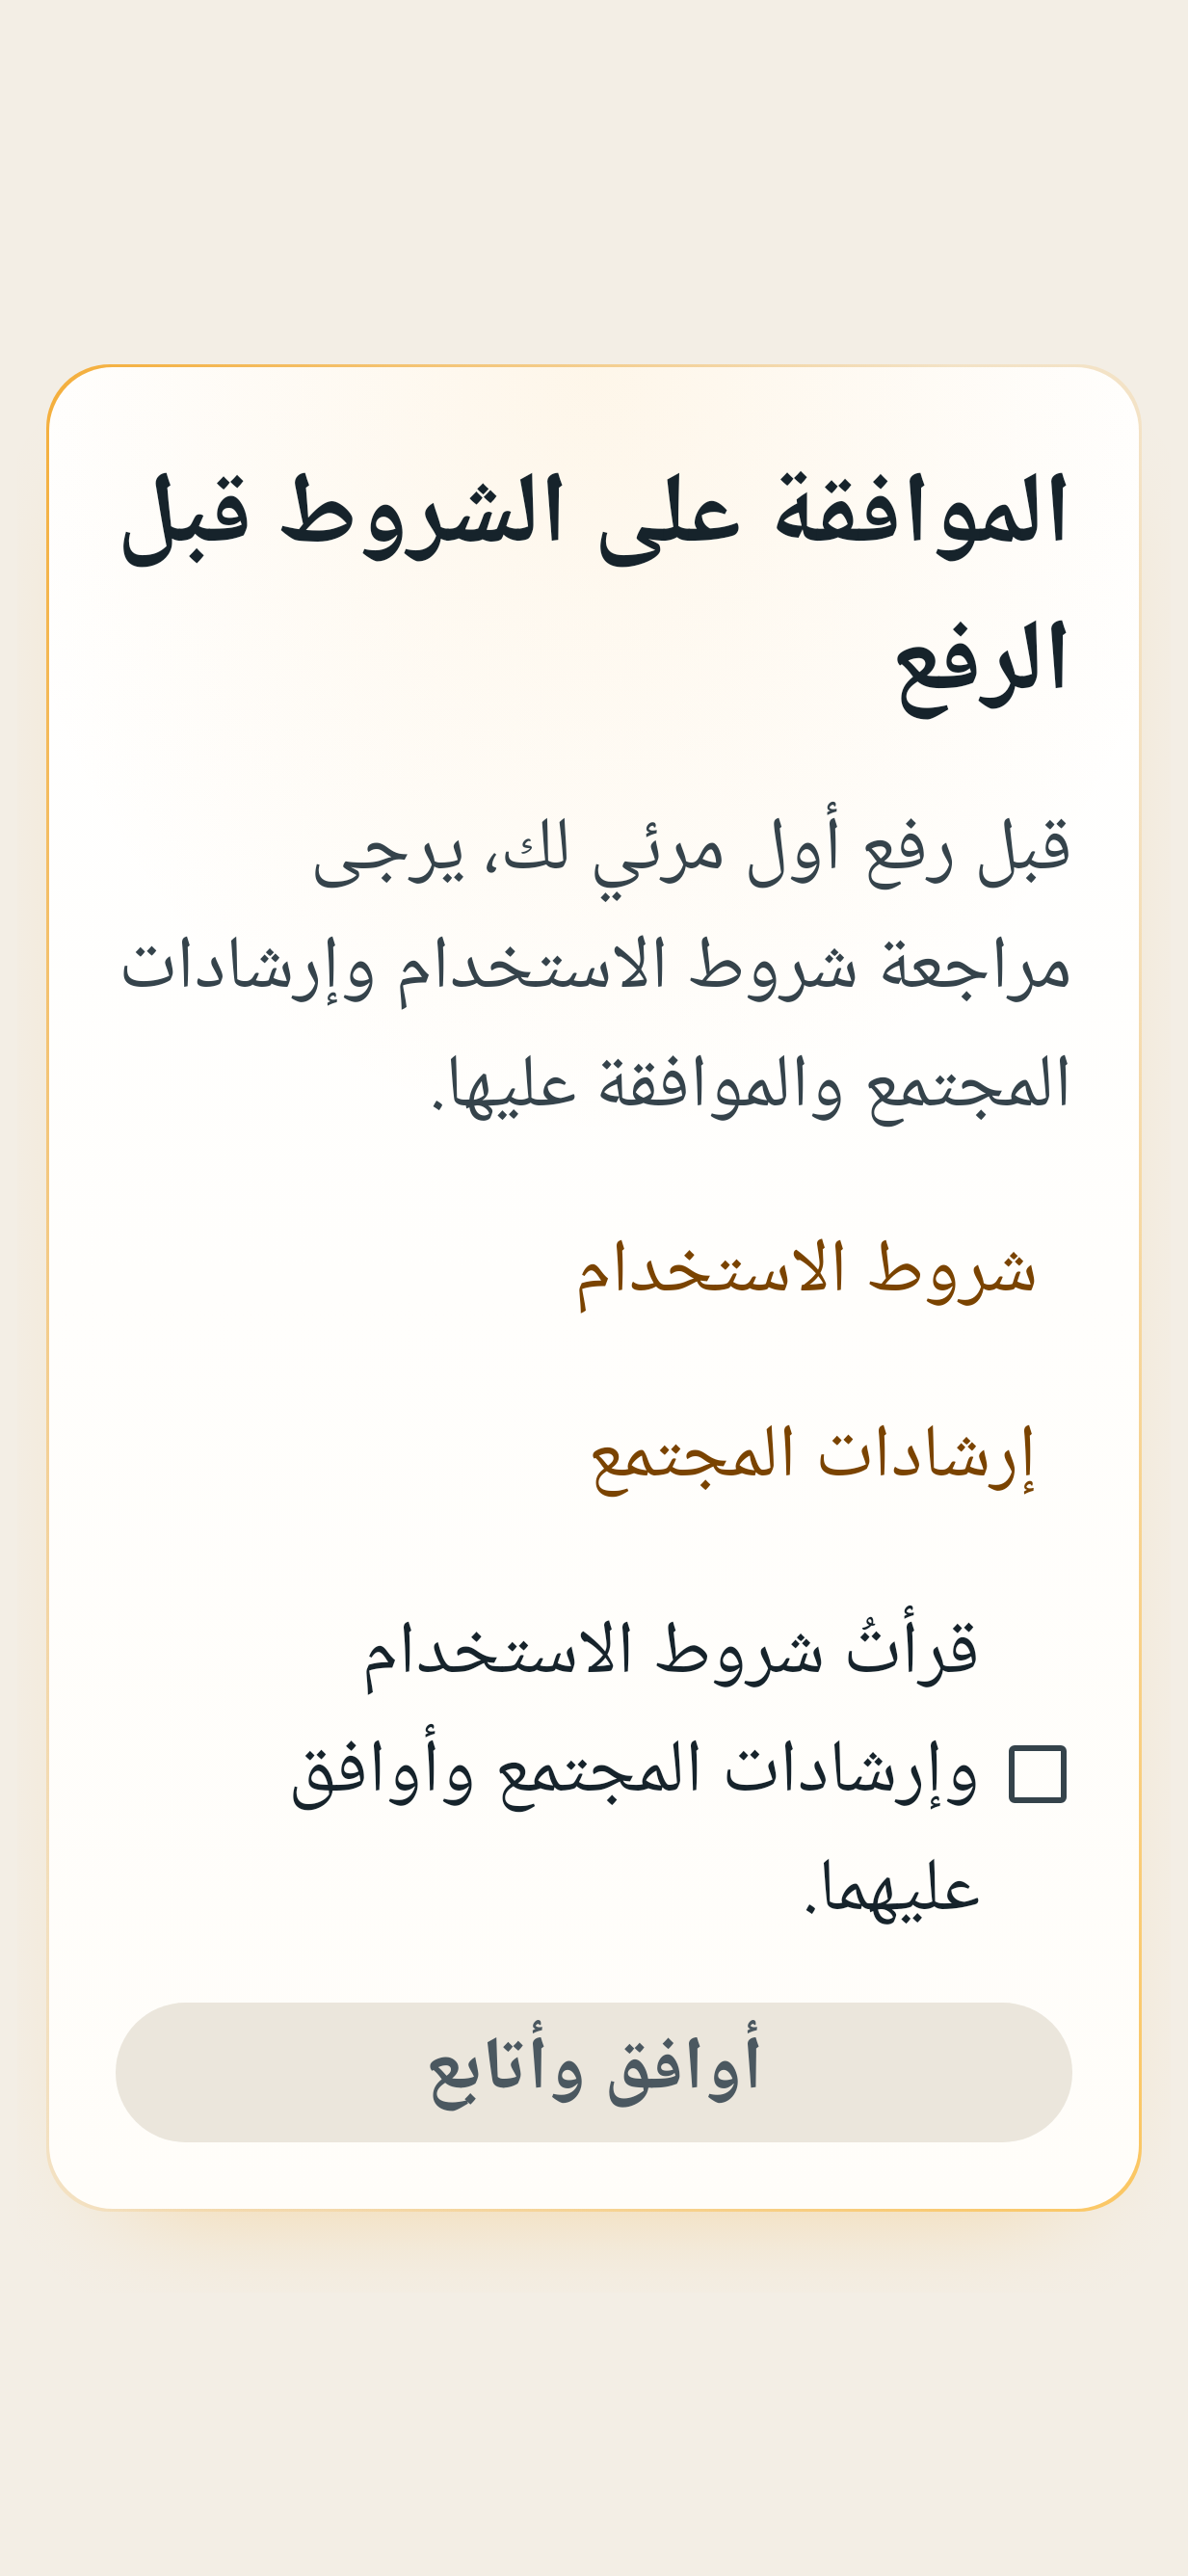 الموافقة على الشروط قبل
الرفع
قبل رفع أول مرئي لك، يرجى
مراجعة شروط الاستخدام وإرشادات
المجتمع والموافقة عليها.
شروط الاستخدام
إرشادات المجتمع
قرأتُ شروط الاستخدام
وإرشادات المجتمع وأوافق
عليهما.
أوافق وأتابع